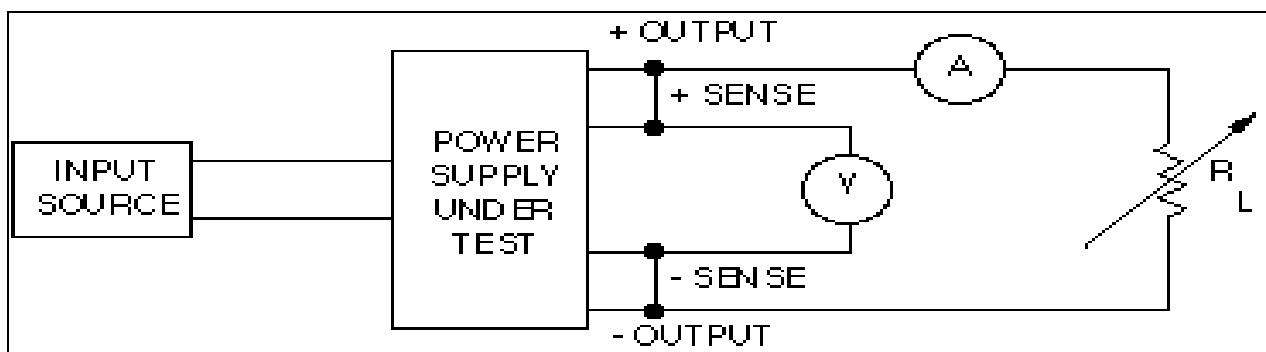 + OUTPUT
+ SENSE
A
INPUT
SOURCE
POWER
SUPPLY
UNDER
TEST
V
R
L
- SENSE
- OUTPUT